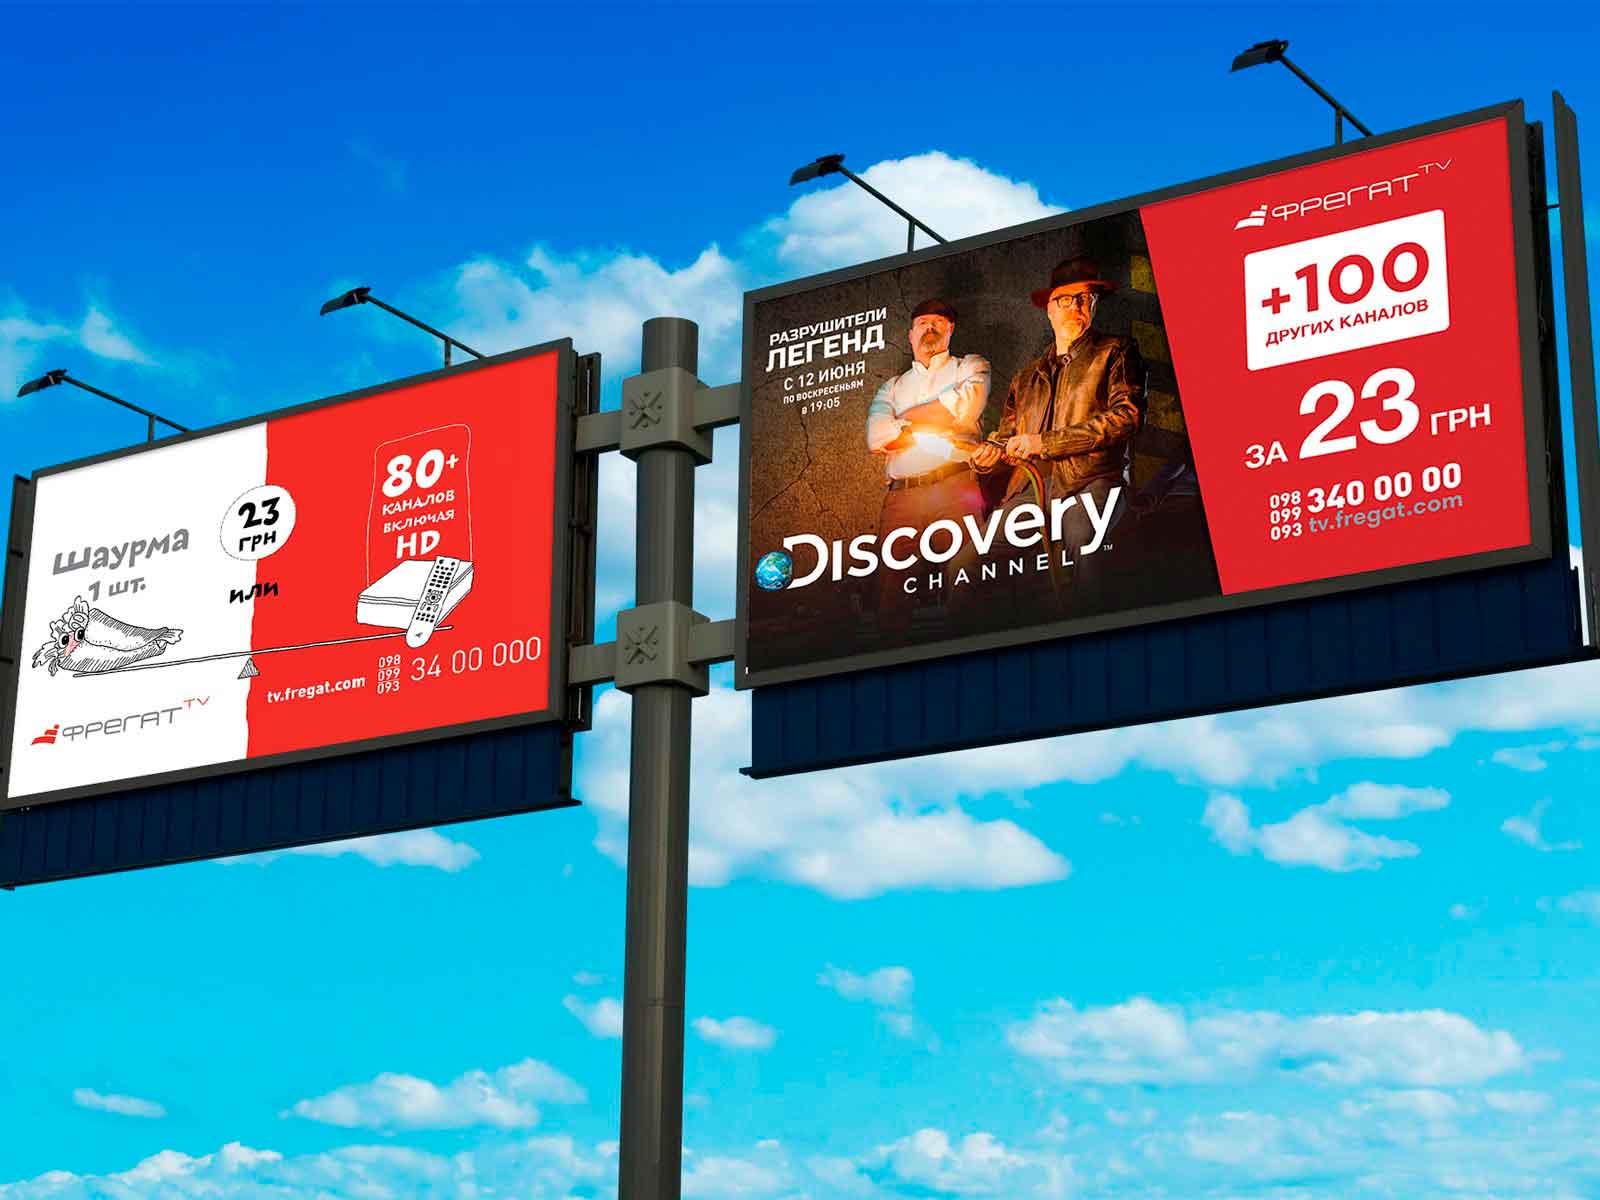 Шаурма
1 шт.
23
ГРН
или
80+
КАНАЛОВ
ВКЛЮЧАЯ
HD
tv.fregat.com
098
099
093
34 00 000
ФРЕГАТ TV
РАЗРУШИТЕЛИ
ЛЕГЕНД
С 12 ИЮНЯ
ПО ВОСКРЕСЕНЬЯМ
в 19:05
DISCOVERY
CHANNEL™
ФРЕГАТ TV
+100
ДРУГИХ КАНАЛОВ
ЗА 23 ГРН
098
099
093
340 00 00
tv.fregat.com